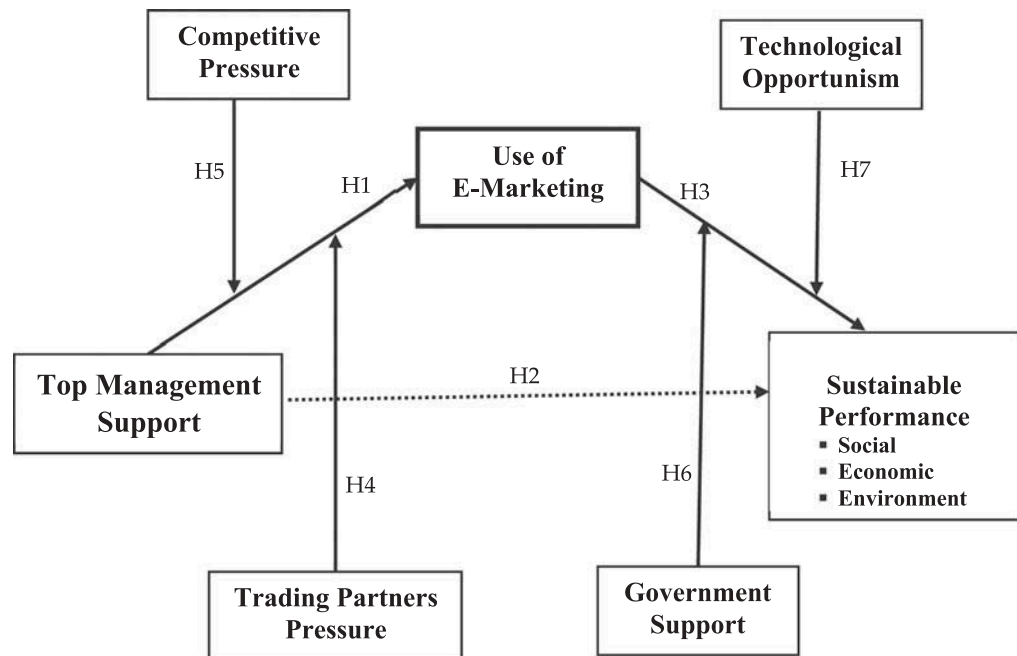 Competitive
Pressure
Technological
Opportunism
Use of
E-Marketing
H5
H1
H3
H7
Top Management
Support
H2
Sustainable
Performance
▪ Social
▪ Economic
▪ Environment
H4
H6
Trading Partners
Pressure
Government
Support